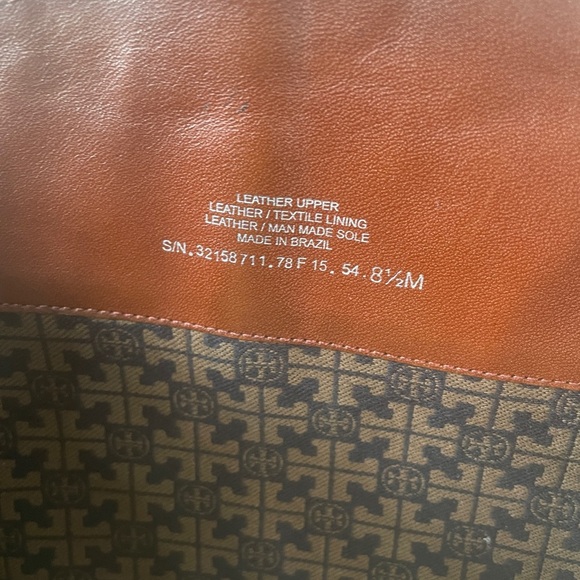 LEATHER UPPER
LEATHER / TEXTILE LINING
LEATHER / MAN MADE SOLE
MADE IN BRAZIL
S/N. 32158711.78 F 15. 54. 8½M